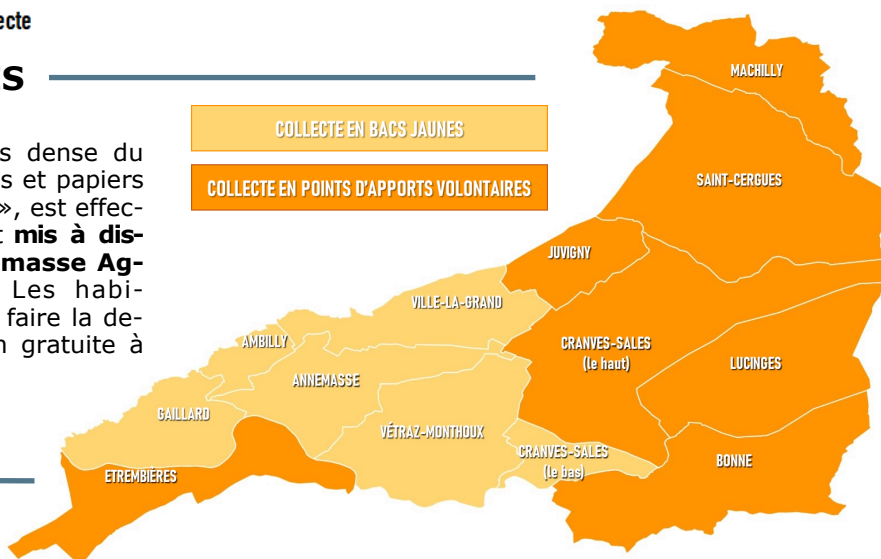 ecte
s
s dense du
s et papiers
», est effec-
t mis à dis-
masse Ag-
Les habi-
faire la de-
n gratuite à
COLLECTE EN BACS JAUNES
COLLECTE EN POINTS D'APPORTS VOLONTAIRES
MACHILLY
SAINT-CERGUES
JUVIGNY
VILLE-LA-GRAND
CRANVES-SALES
(le haut)
LUCINGES
AMBILLY
ANNEMASSE
GAILLARD
VÉTRAZ-MONTHOUX
CRANVES-SALES
(le bas)
BONNE
ETREMBIÈRES